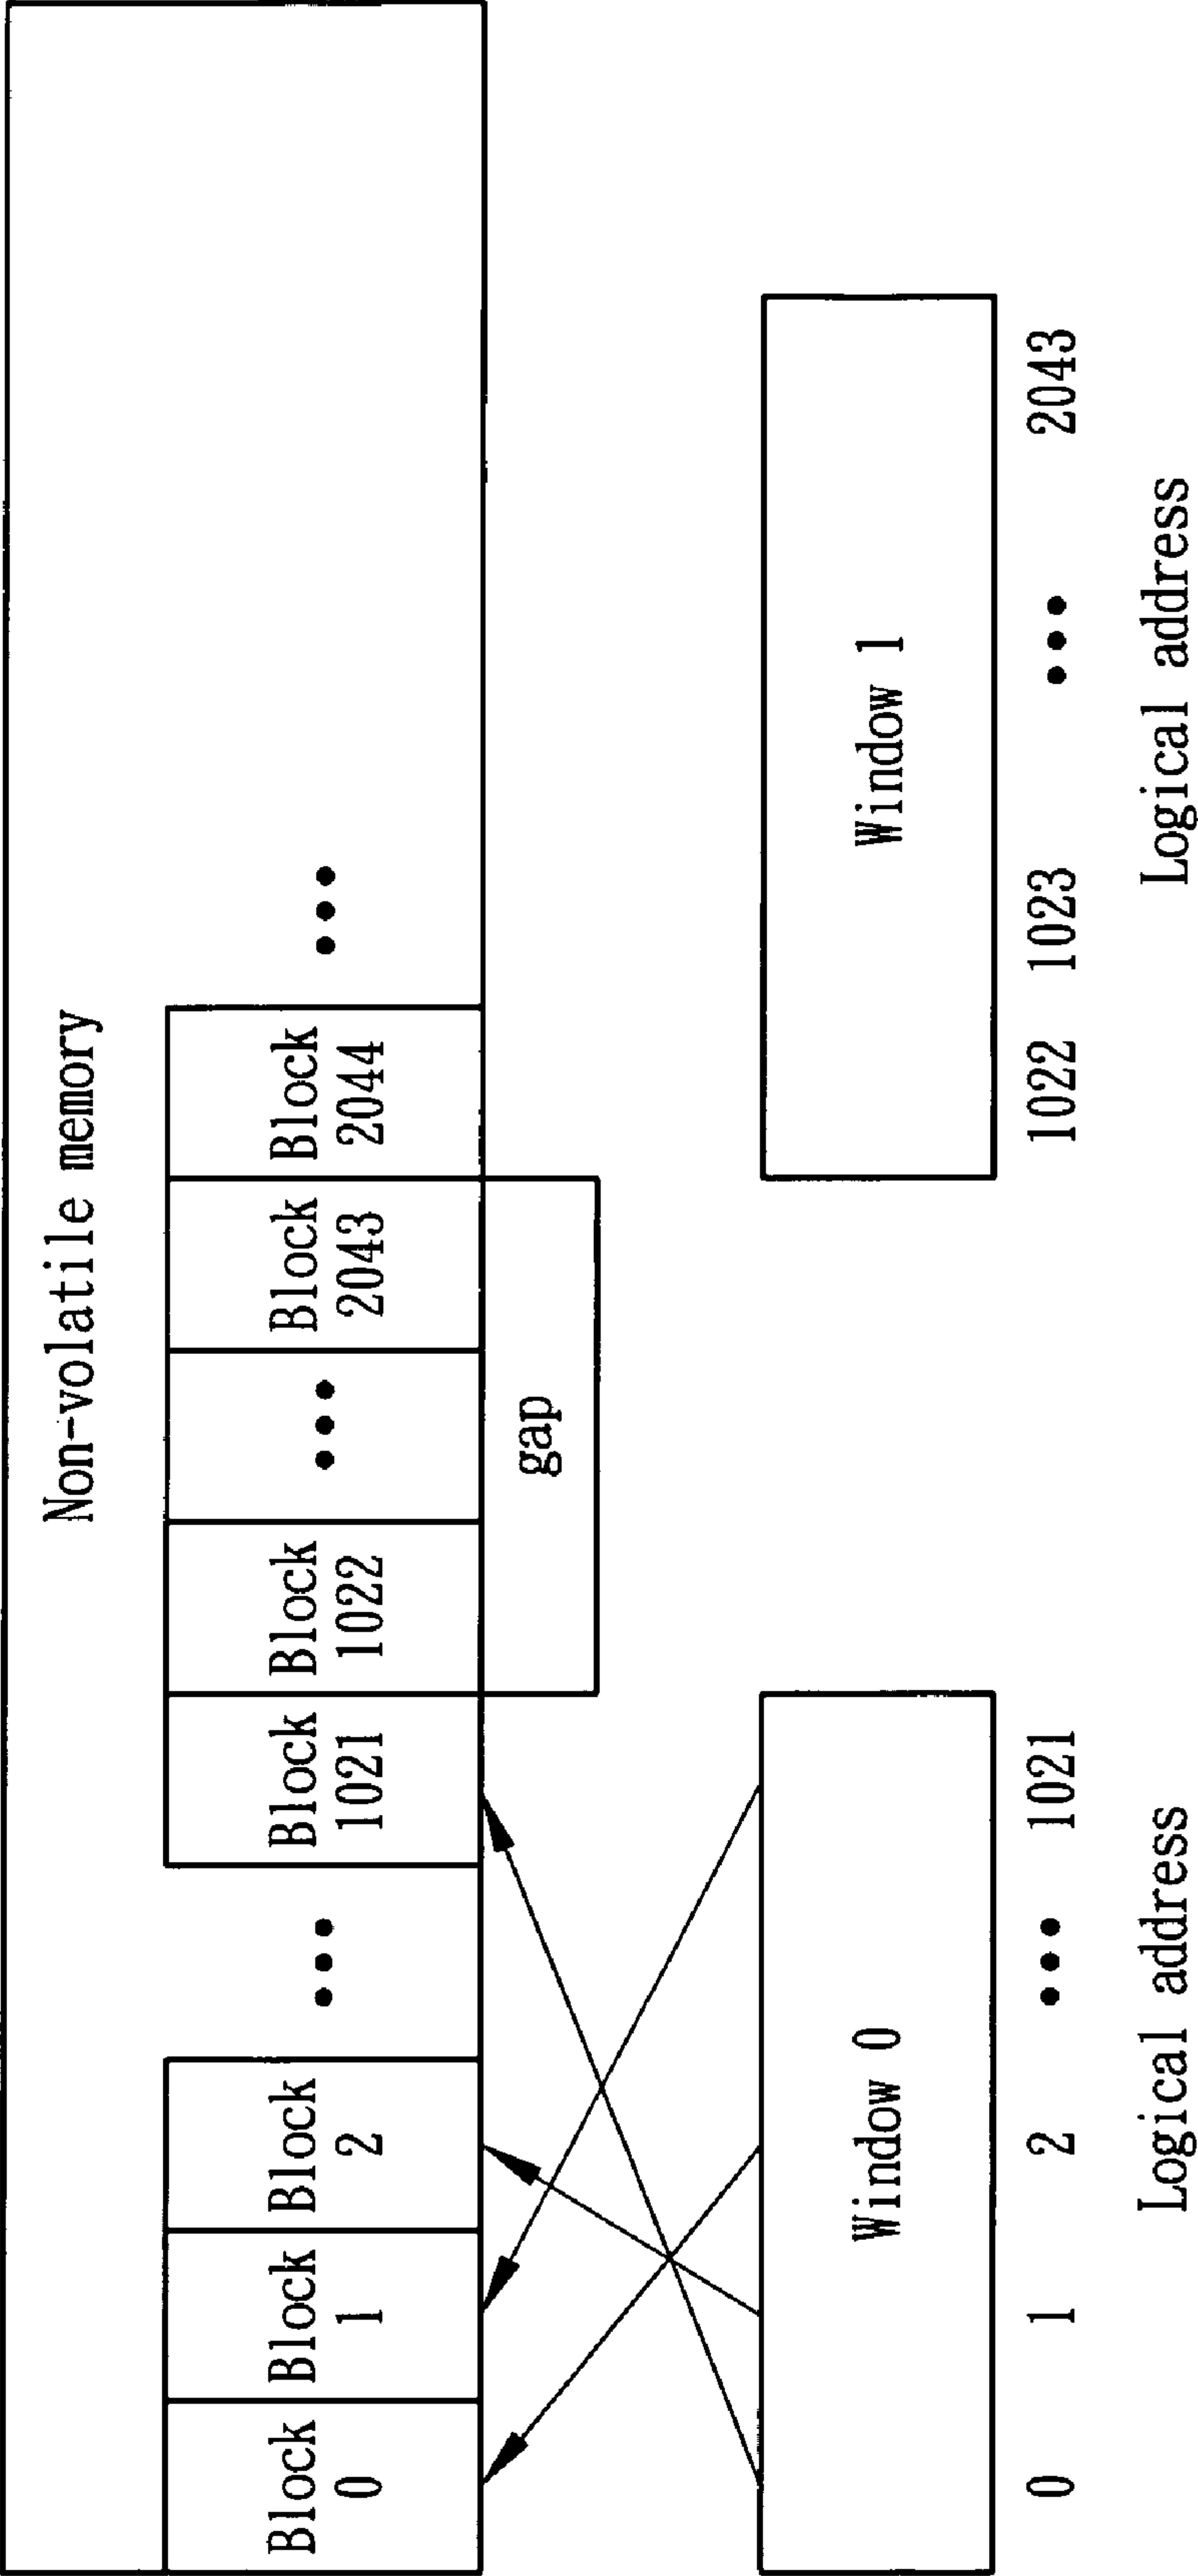 Non-volatile memory
Block 0
Block 1
Block 2
•••
Block 1021
Block 1022
•••
Block 2043
Block 2044
•••
gap
Window 0
Window 1
0 1 2 ••• 1021
1022 1023 ••• 2043
Logical address
Logical address